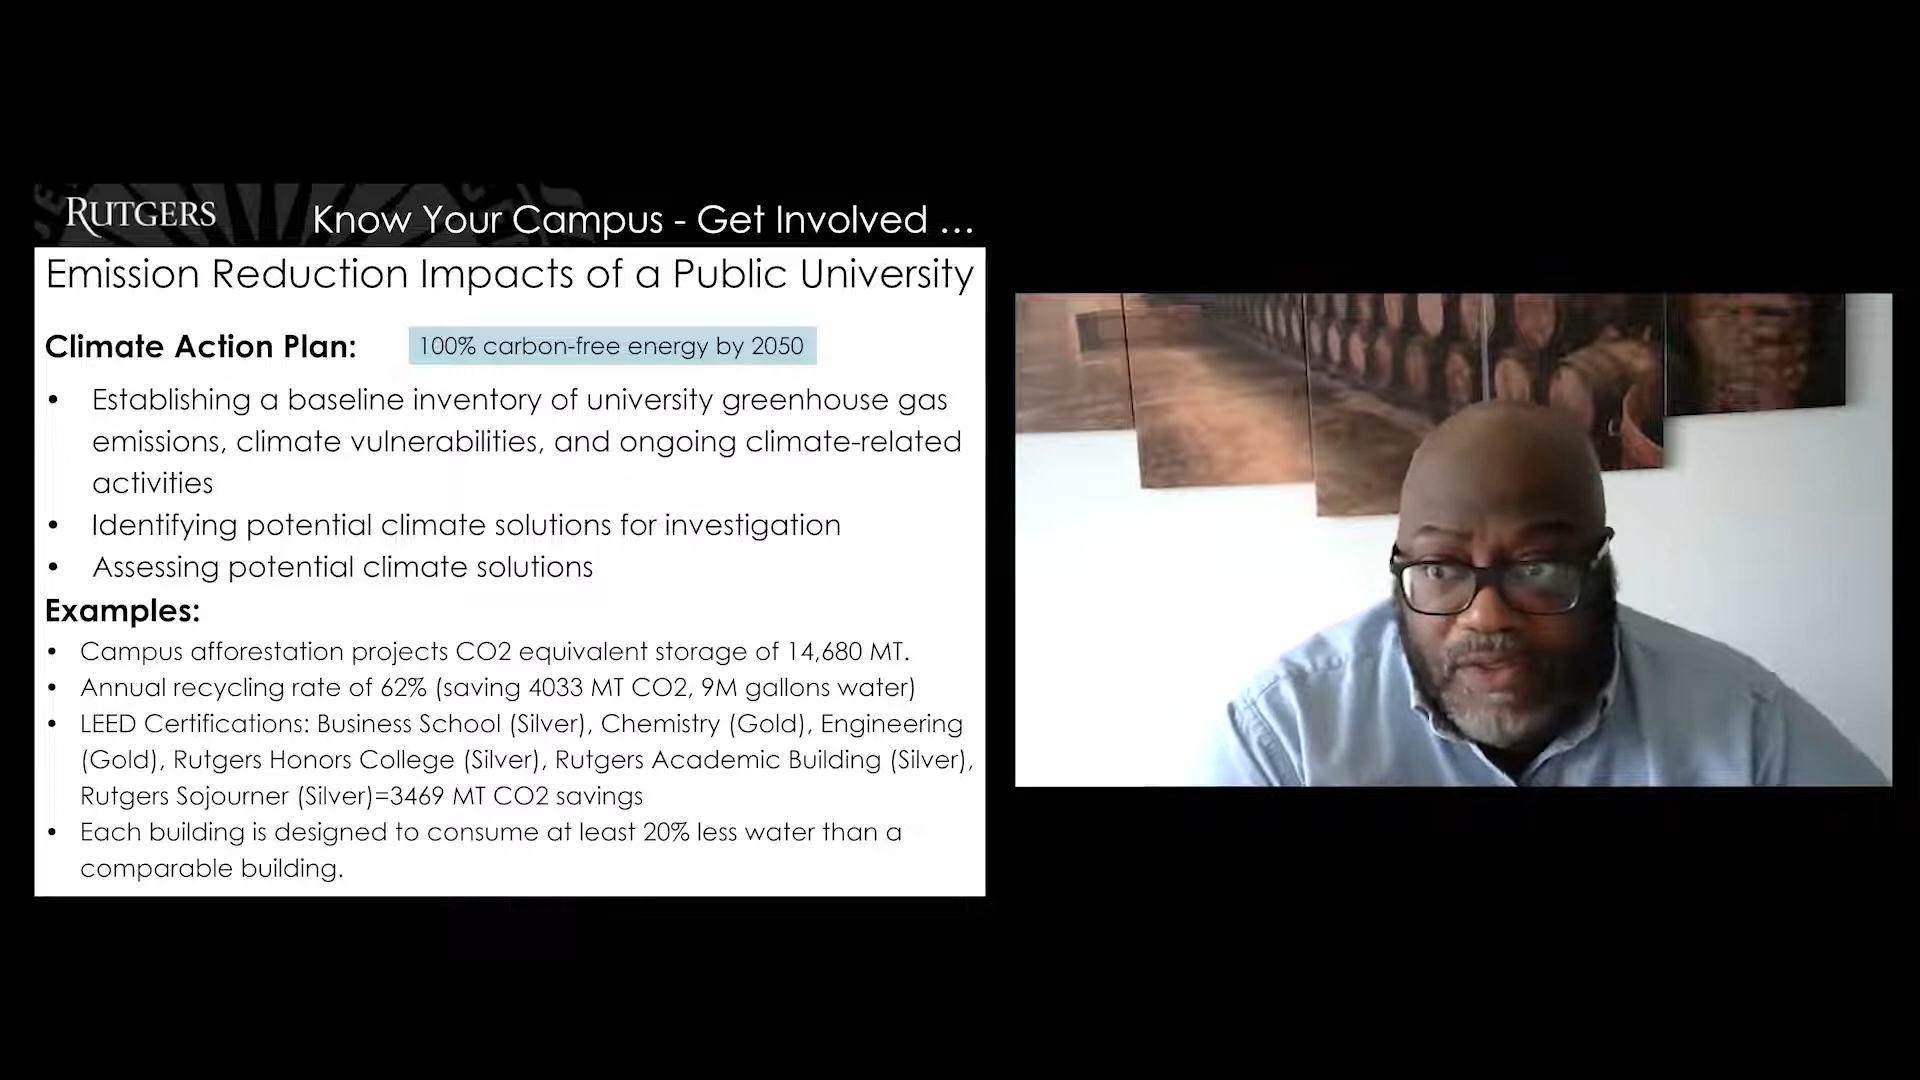 RUTGERS
Know Your Campus - Get Involved ...
Emission Reduction Impacts of a Public University
Climate Action Plan:
100% carbon-free energy by 2050
• Establishing a baseline inventory of university greenhouse gas
emissions, climate vulnerabilities, and ongoing climate-related
activities
• Identifying potential climate solutions for investigation
• Assessing potential climate solutions
Examples:
• Campus afforestation projects CO2 equivalent storage of 14,680 MT.
• Annual recycling rate of 62% (saving 4033 MT CO2, 9M gallons water)
• LEED Certifications: Business School (Silver), Chemistry (Gold), Engineering
(Gold), Rutgers Honors College (Silver), Rutgers Academic Building (Silver),
Rutgers Sojourner (Silver)=3469 MT CO2 savings
• Each building is designed to consume at least 20% less water than a
comparable building.